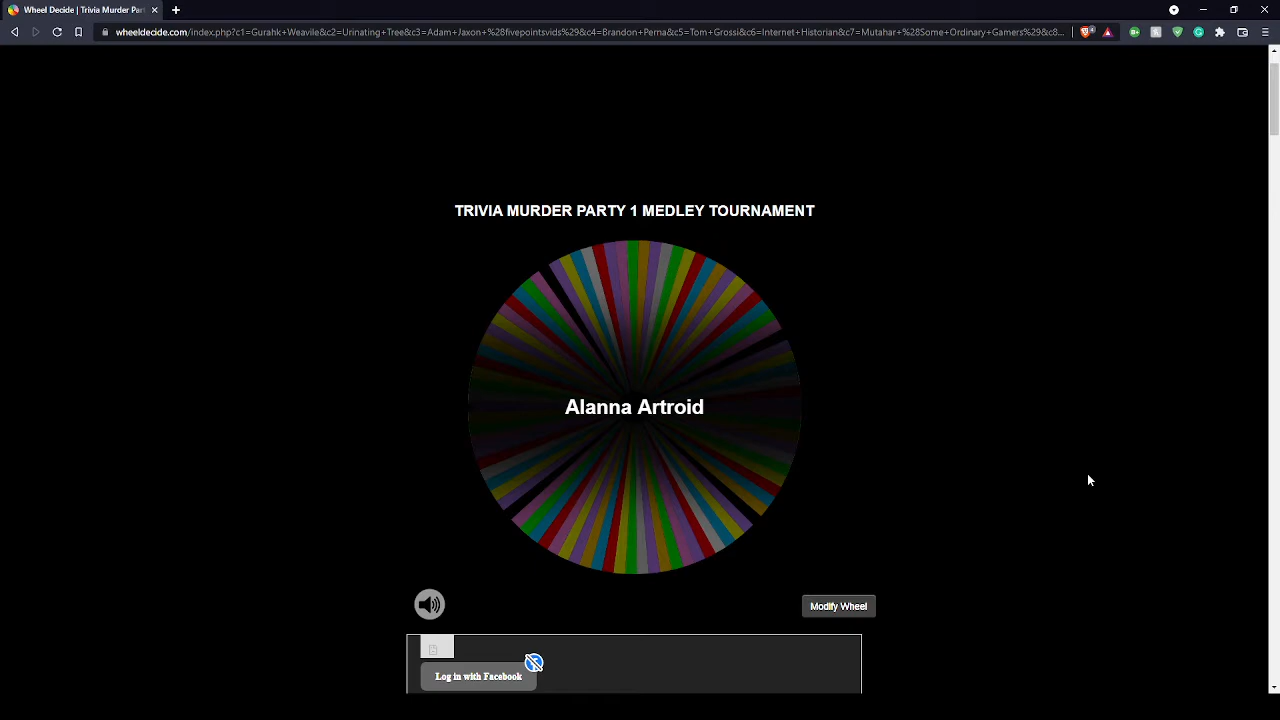 Wheel Decide | Trivia Murder Par
wheeldecide.com/index.php?c1=Gurahk+Weavile&c2=Urinating+Tree&c3=Adam+Jaxon+%28fivepointsvids%29&c4=Brandon+Perna&c5=Tom+Grossi&c6=Internet+Historian&c7=Mutahar+%28Some+Ordinary+Gamers%29&c8...
TRIVIA MURDER PARTY 1 MEDLEY TOURNAMENT
Alanna Artroid
Modify Wheel
Log in with Facebook